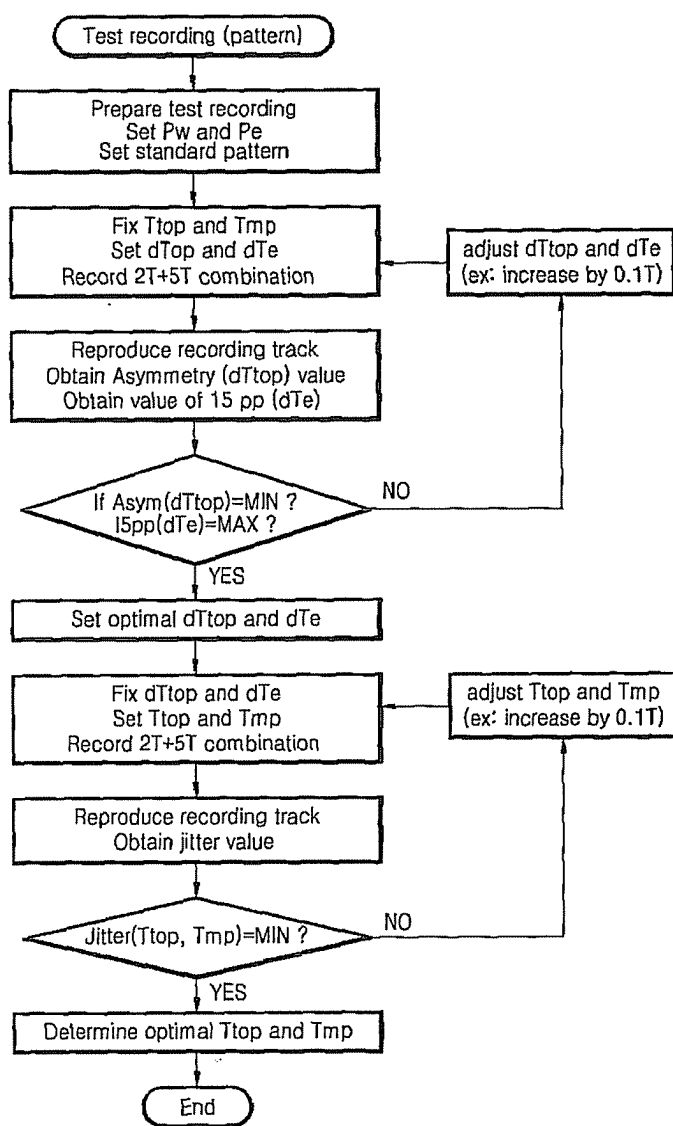 Test recording (pattern)
Prepare test recording
Set Pw and Pe
Set standard pattern
Fix Ttop and Tmp
Set dTop and dTe
Record 2T+5T combination
adjust dTtop and dTe
(ex: increase by 0.1T)
Reproduce recording track
Obtain Asymmetry (dTtop) value
Obtain value of 15 pp (dTe)
If Asym(dTtop)=MIN ?
I5pp(dTe)=MAX ?
NO
YES
Set optimal dTtop and dTe
Fix dTtop and dTe
Set Ttop and Tmp
Record 2T+5T combination
adjust Ttop and Tmp
(ex: increase by 0.1T)
Reproduce recording track
Obtain jitter value
Jitter(Ttop, Tmp)=MIN ?
NO
YES
Determine optimal Ttop and Tmp
End